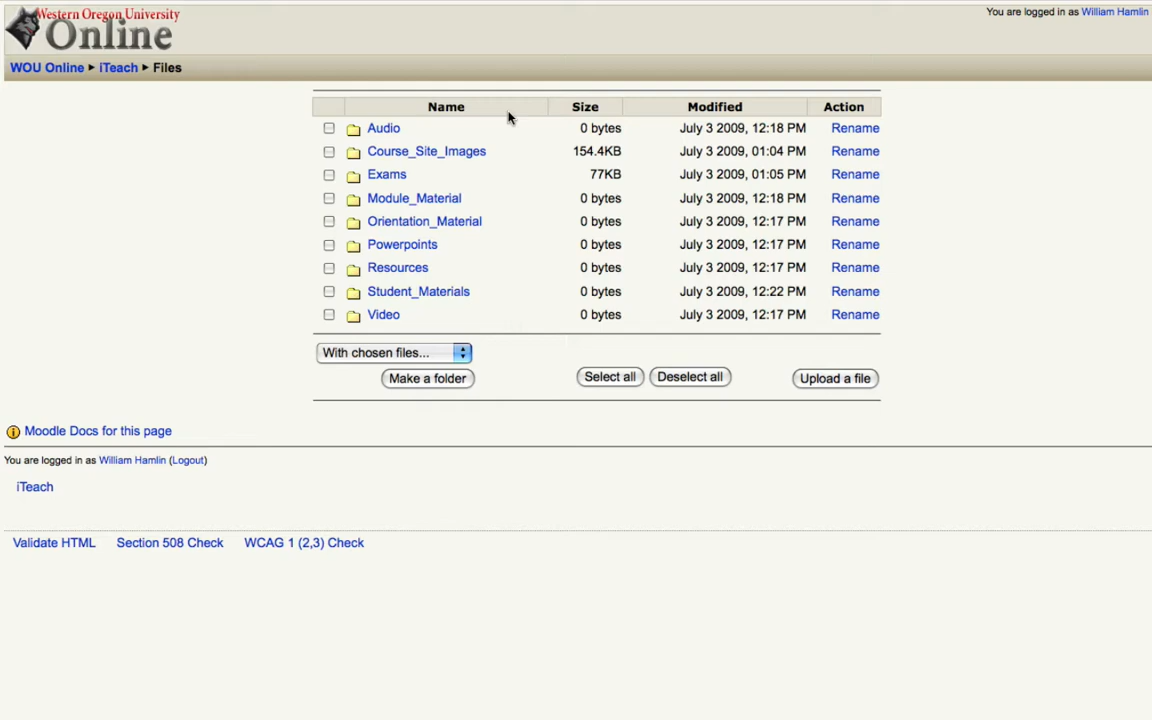 You are logged in as William Hamlin
Western Oregon University
Online
WOU Online ► iTeach ► Files
Name Size Modified Action
Audio 0 bytes July 3 2009, 12:18 PM Rename
Course_Site_Images 154.4KB July 3 2009, 01:04 PM Rename
Exams 77KB July 3 2009, 01:05 PM Rename
Module_Material 0 bytes July 3 2009, 12:18 PM Rename
Orientation_Material 0 bytes July 3 2009, 12:17 PM Rename
Powerpoints 0 bytes July 3 2009, 12:17 PM Rename
Resources 0 bytes July 3 2009, 12:17 PM Rename
Student_Materials 0 bytes July 3 2009, 12:22 PM Rename
Video 0 bytes July 3 2009, 12:17 PM Rename
With chosen files...
Make a folder Select all Deselect all Upload a file
Moodle Docs for this page
You are logged in as William Hamlin (Logout)
iTeach
Validate HTML Section 508 Check WCAG 1 (2,3) Check